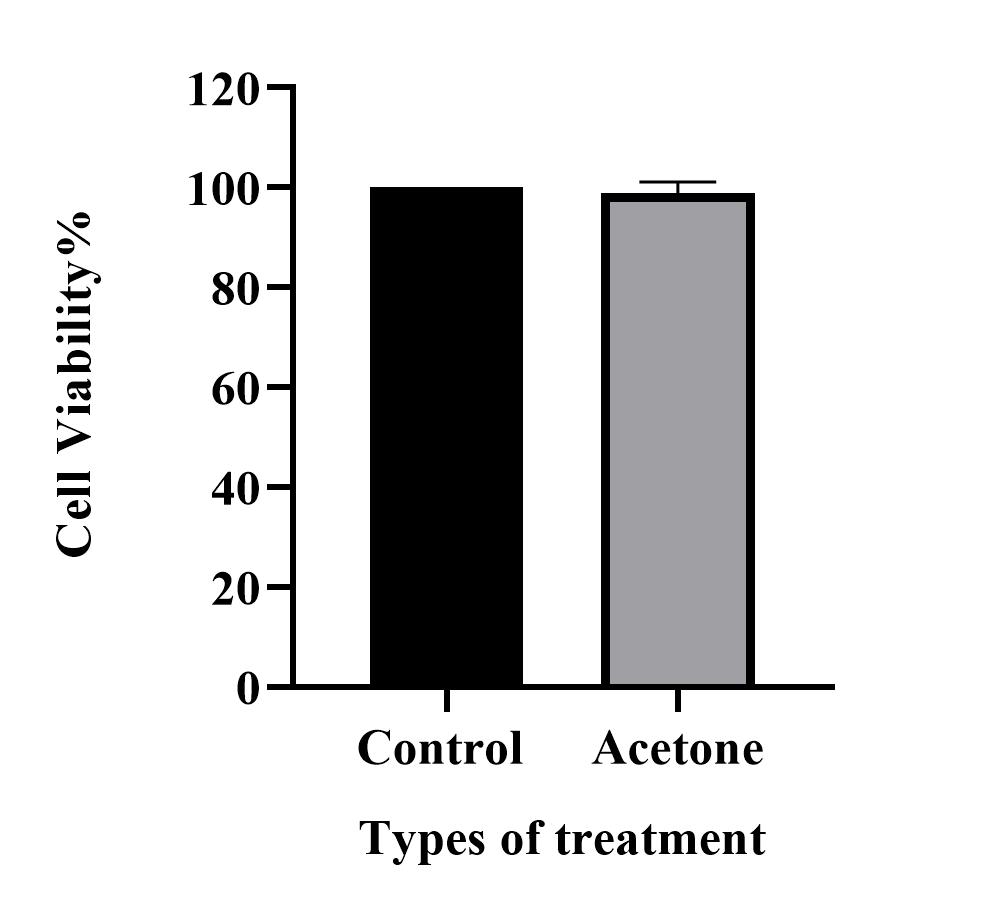 Cell Viability%
120
100
80
60
40
20
0
Control Acetone
Types of treatment